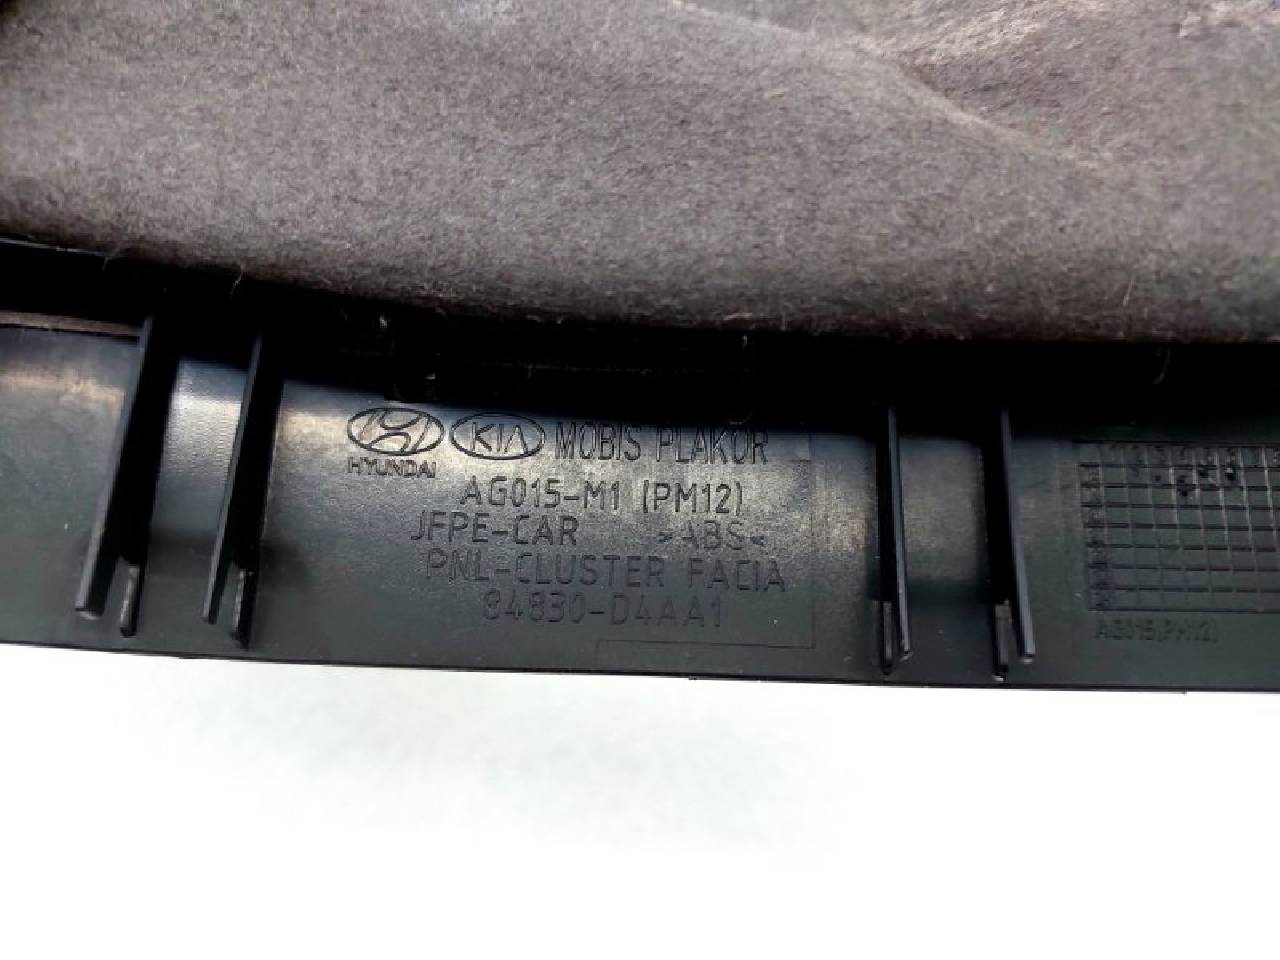 HYUNDAI KIA MOBIS PLAKOR
AG015-M1 (PM12)
JFPE-CAR >ABS<
PNL-CLUSTER FACIA
84830-D4AA1
AG015(PM12)